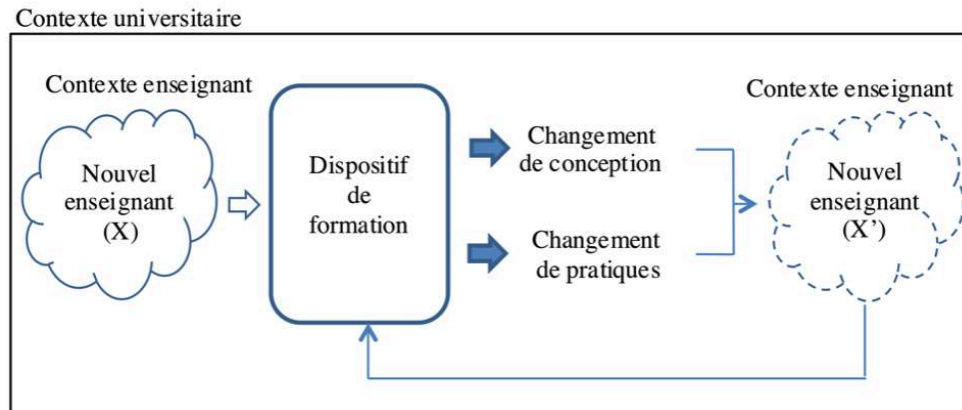 Contexte universitaire
Contexte enseignant
Nouvel
enseignant
(X)
Dispositif
de
formation
Changement
de conception
Changement
de pratiques
Contexte enseignant
Nouvel
enseignant
(X’)